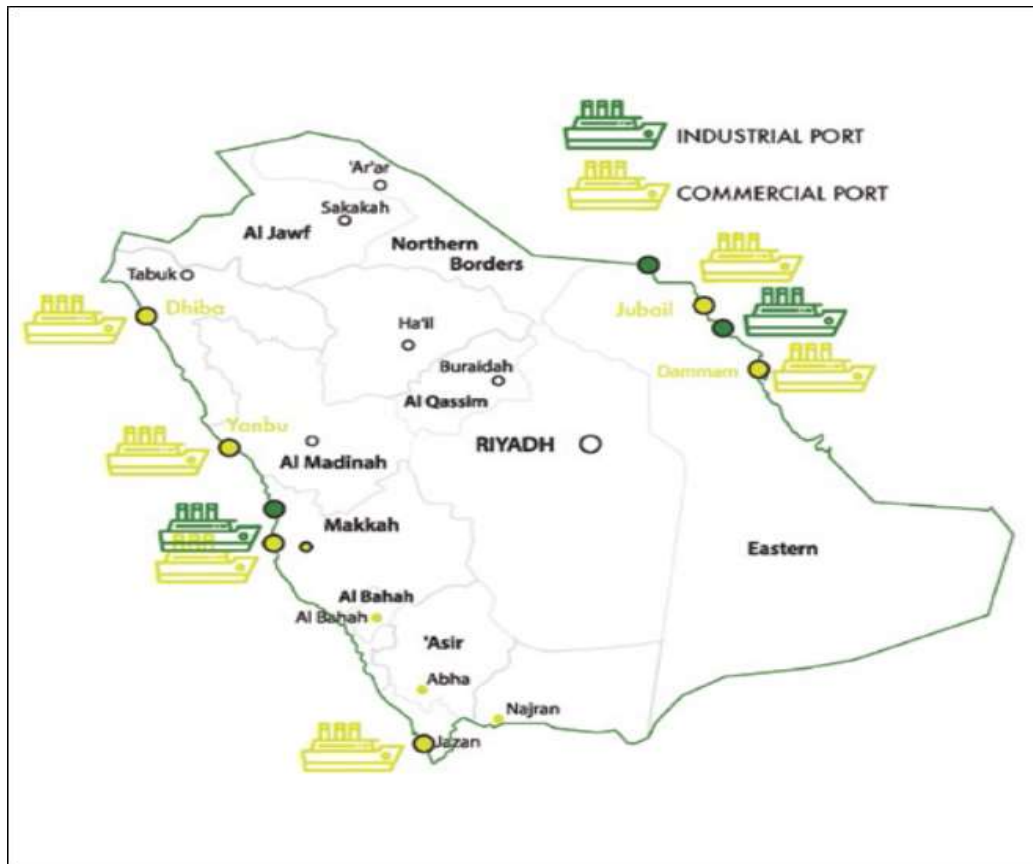 INDUSTRIAL PORT
COMMERCIAL PORT
'Ar'ar
Sakakah
Al Jawf
Northern
Borders
Tabuk
Dhiba
Jubail
Ha'il
Buraidah
Dammam
Al Qassim
Yanbu
RIYADH
Al Madinah
Makkah
Eastern
Al Bahah
Al Bahah
'Asir
Abha
Najran
Jazan